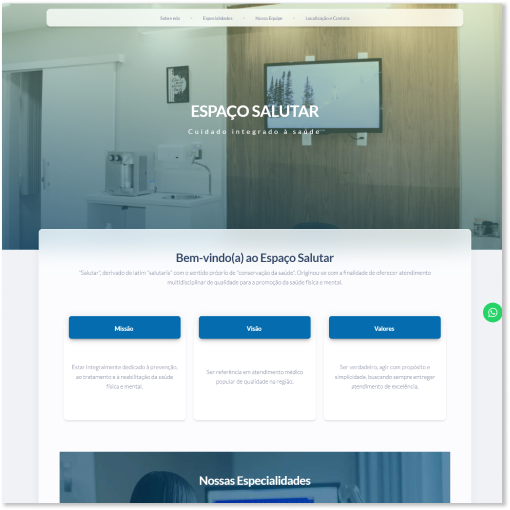 Sobre nós • Especialidades • Nossa Equipe • Localização e Contato
ESPAÇO SALUTAR
Cuidado integrado à saúde
Bem-vindo(a) ao Espaço Salutar
"Salutar", derivado do latim "salutaris" com o sentido próprio de "conservação da saúde". Originou-se com a finalidade de oferecer atendimento
multidisciplinar de qualidade para a promoção da saúde física e mental.
Missão
Estar integralmente dedicado à prevenção,
ao tratamento e à reabilitação da saúde
física e mental.
Visão
Ser referência em atendimento médico
popular de qualidade na região.
Valores
Ser verdadeiro, agir com propósito e
simplicidade, buscando sempre entregar
atendimento de excelência.
Nossas Especialidades